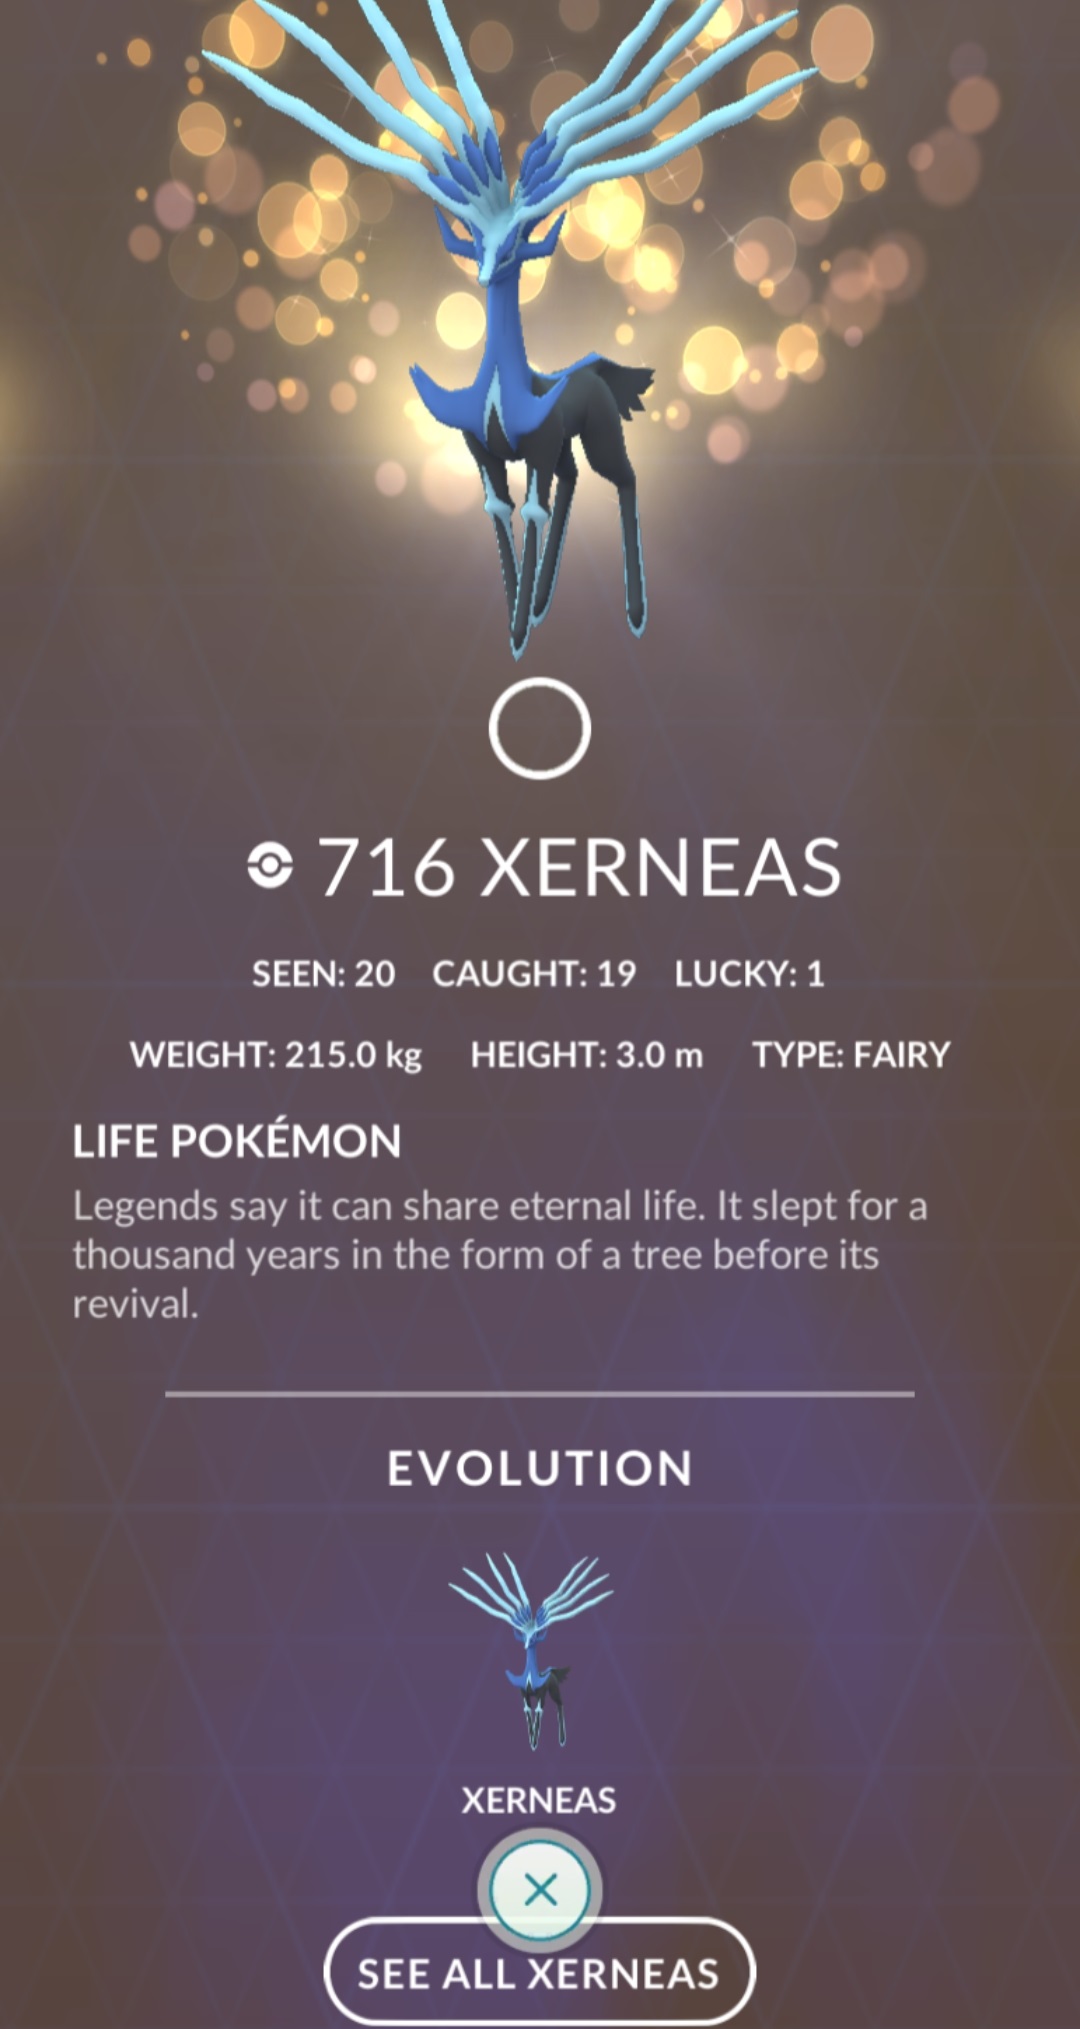 716 XERNEAS
SEEN: 20 CAUGHT: 19 LUCKY: 1
WEIGHT: 215.0 kg HEIGHT: 3.0 m TYPE: FAIRY
LIFE POKÉMON
Legends say it can share eternal life. It slept for a
thousand years in the form of a tree before its
revival.
EVOLUTION
XERNEAS
SEE ALL XERNEAS